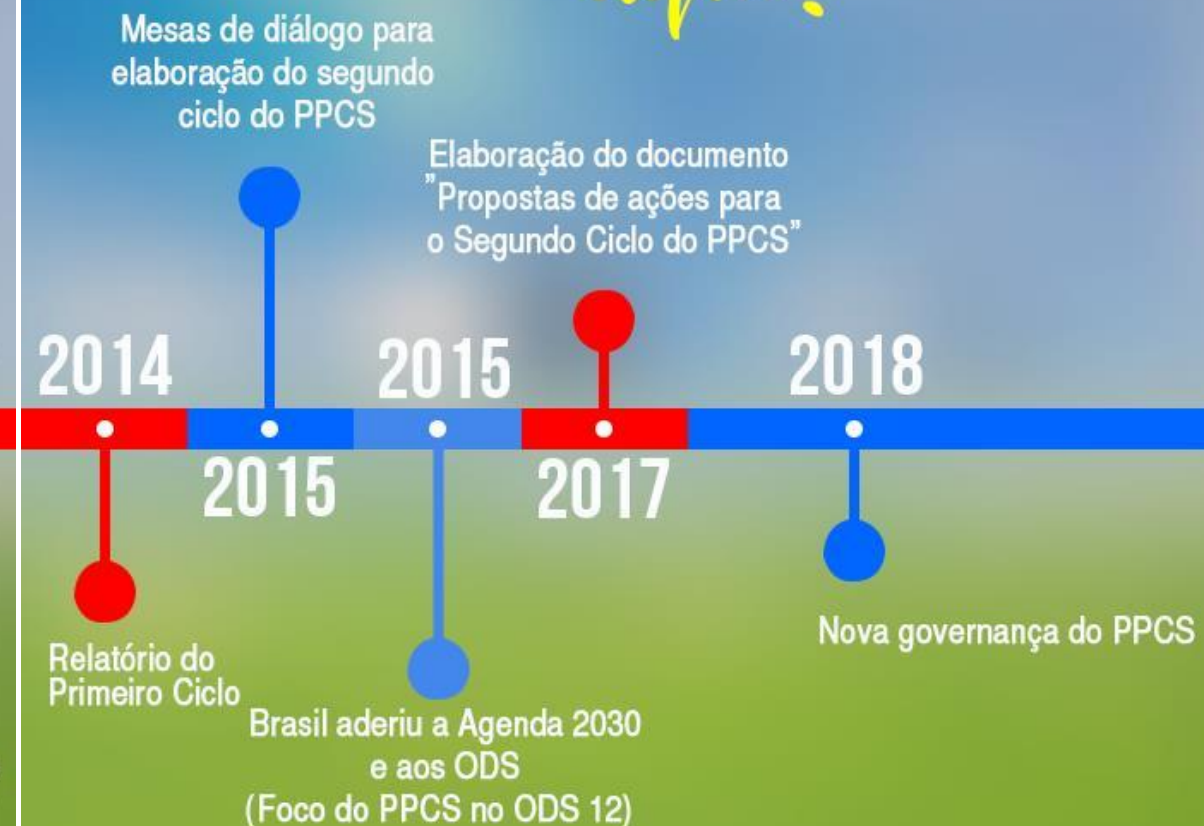 Mesas de diálogo para
elaboração do segundo
ciclo do PPCS
Elaboração do documento
"Propostas de ações para
o Segundo Ciclo do PPCS"
2014
2015
2018
2015
2017
Relatório do
Primeiro Ciclo
Nova governança do PPCS
Brasil aderiu a Agenda 2030
e aos ODS
(Foco do PPCS no ODS 12)